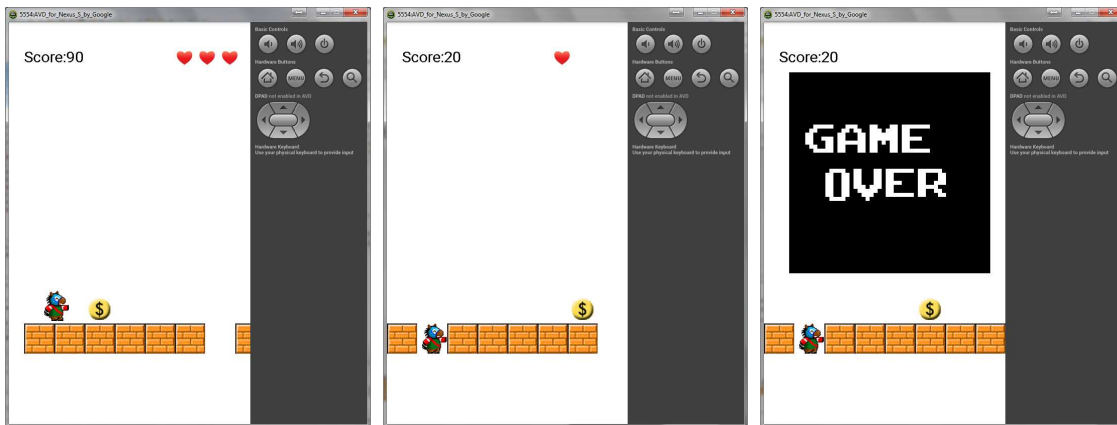 5554:AVD_for_Nexus_S_by_Google
Score:90
Basic Controls
Hardware Buttons
MENU
DPAD not enabled in AVD
Hardware Keyboard
Use your physical keyboard to provide input
$
5554:AVD_for_Nexus_S_by_Google
Score:20
Basic Controls
Hardware Buttons
MENU
DPAD not enabled in AVD
Hardware Keyboard
Use your physical keyboard to provide input
$
5554:AVD_for_Nexus_S_by_Google
Score:20
GAME
OVER
Basic Controls
Hardware Buttons
MENU
DPAD not enabled in AVD
Hardware Keyboard
Use your physical keyboard to provide input
$